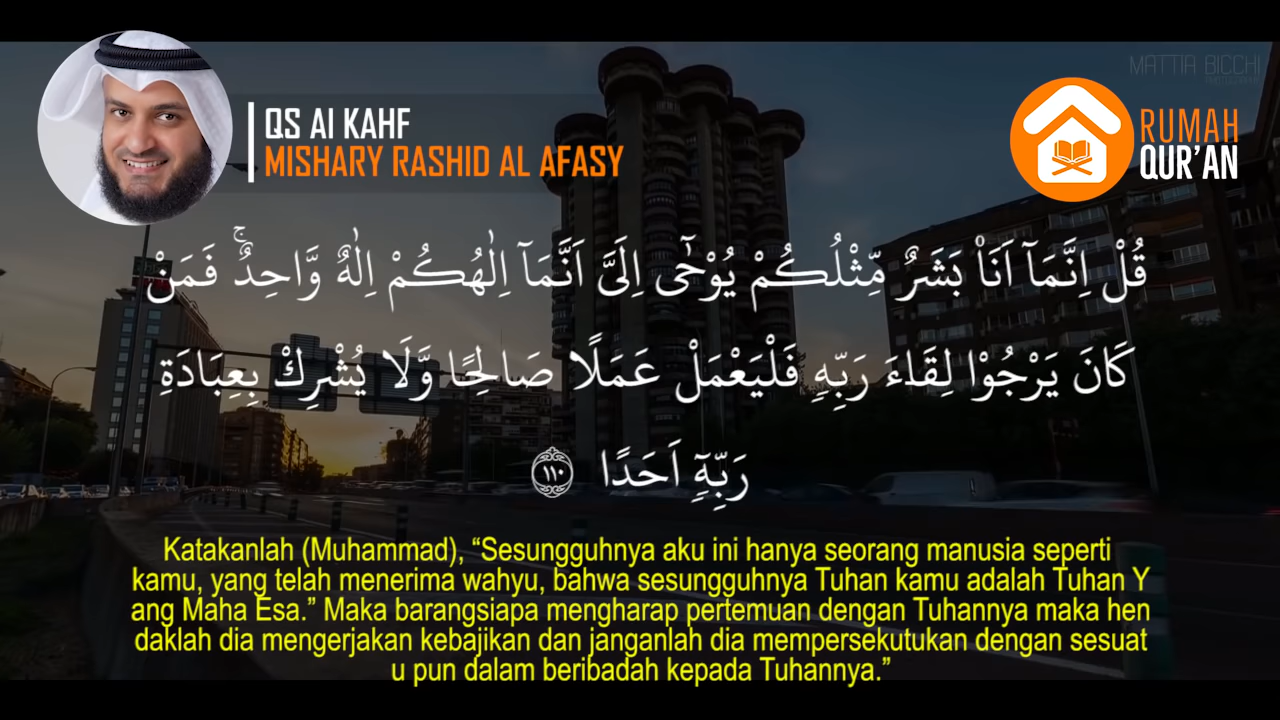 MATTIA BICCHI
PHOTOGRAPHY
QS Al KAHF
MISHARY RASHID AL AFASY
RUMAH
QUR’AN
قُلْ اِنَّمَآ اَنَا۠ بَشَرٌ مِّثْلُكُمْ يُوْحٰٓى اِلَيَّ اَنَّمَآ اِلٰهُكُمْ اِلٰهٌ وَّاحِدٌۚ فَمَنْ
كَانَ يَرْجُوْا لِقَاۤءَ رَبِّهٖ فَلْيَعْمَلْ عَمَلًا صَالِحًا وَّلَا يُشْرِكْ بِعِبَادَةِ
رَبِّهٖٓ اَحَدًا ۝١١٠
Katakanlah (Muhammad), “Sesungguhnya aku ini hanya seorang manusia seperti
kamu, yang telah menerima wahyu, bahwa sesungguhnya Tuhan kamu adalah Tuhan Y
ang Maha Esa.” Maka barangsiapa mengharap pertemuan dengan Tuhannya maka hen
daklah dia mengerjakan kebajikan dan janganlah dia mempersekutukan dengan sesuat
u pun dalam beribadah kepada Tuhannya.”